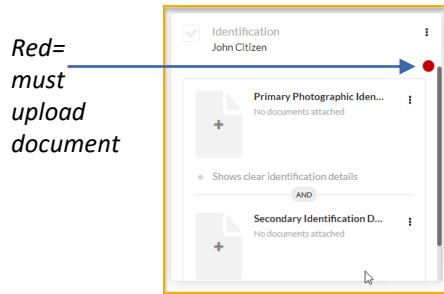 Red=
must
upload
document
Identification
John Citizen
Primary Photographic Iden...
No documents attached
Shows clear identification details
AND
Secondary Identification D...
No documents attached